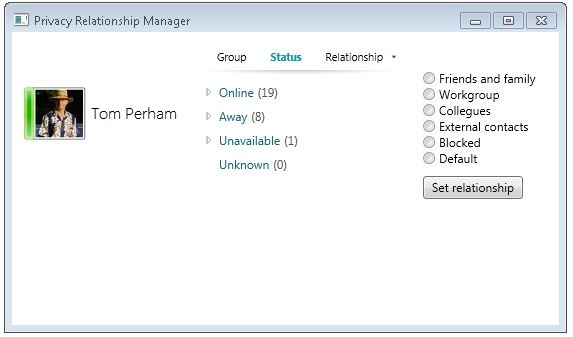 Privacy Relationship Manager
Group Status Relationship
Tom Perham
Online (19)
Away (8)
Unavailable (1)
Unknown (0)
Friends and family
Workgroup
Collegues
External contacts
Blocked
Default
Set relationship